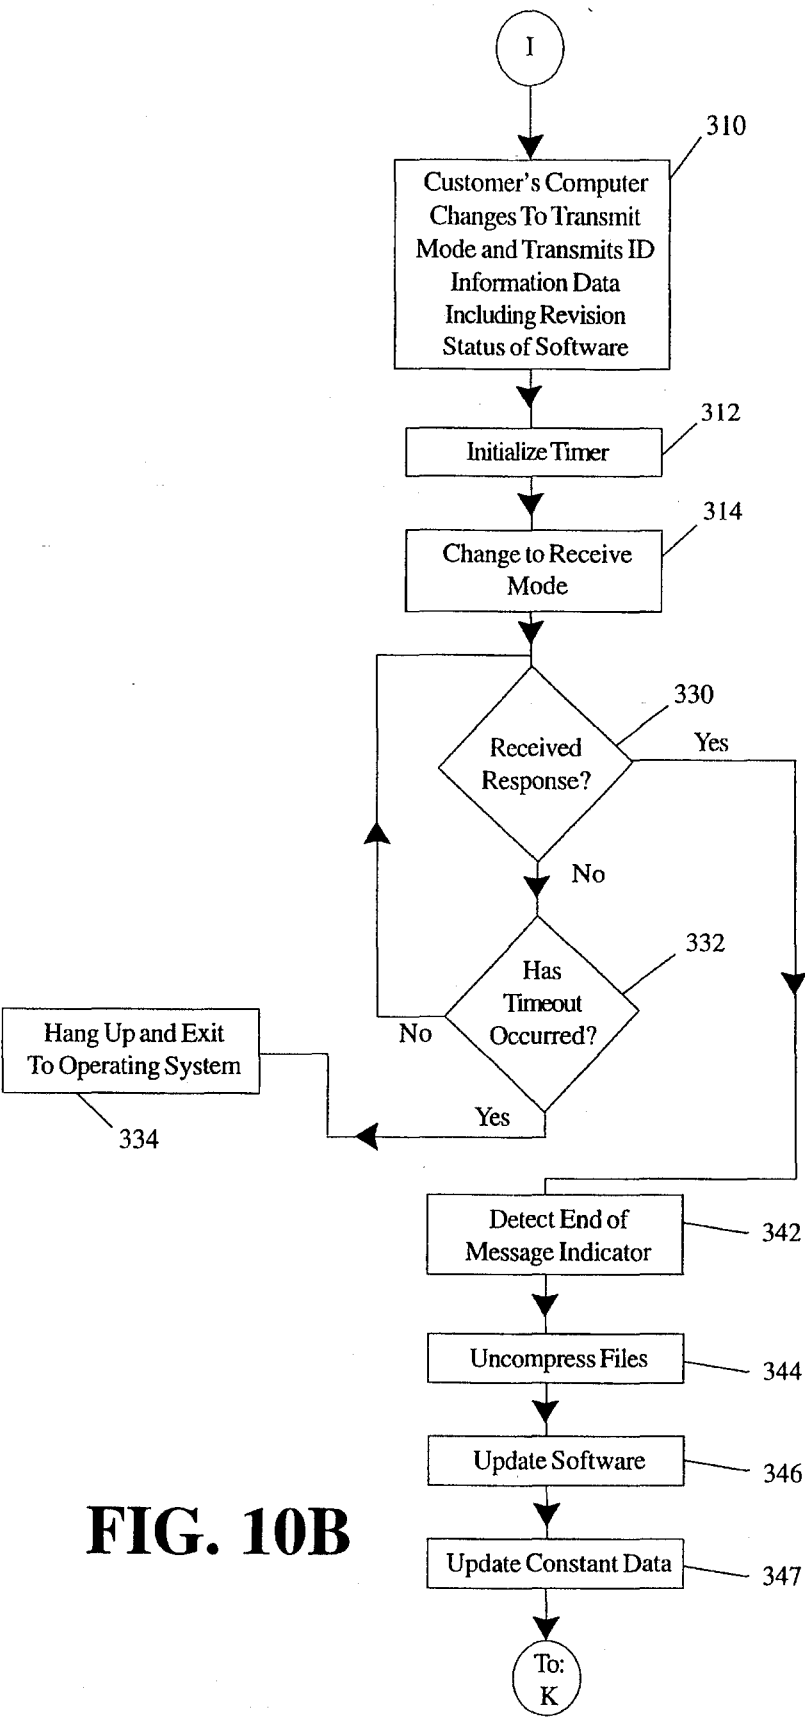 I
310
Customer's Computer
Changes To Transmit
Mode and Transmits ID
Information Data
Including Revision
Status of Software
312
Initialize Timer
314
Change to Receive
Mode
330
Received
Response?
Yes
No
332
Has
Timeout
Occurred?
No
Yes
Hang Up and Exit
To Operating System
334
Detect End of
Message Indicator
342
Uncompress Files
344
Update Software
346
Update Constant Data
347
To:
K
FIG. 10B